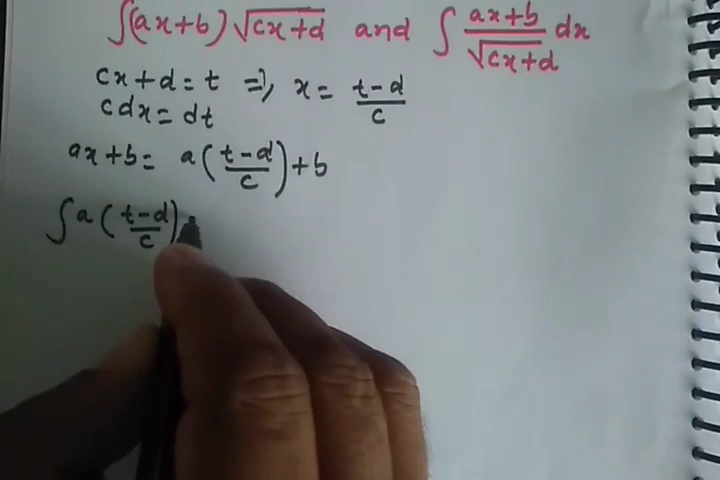 ∫(ax+b)√(cx+d) and ∫ (ax+b)/√(cx+d) dx
cx+d=t ⇒, x = (t-d)/c
cdx = dt
ax+b = a((t-d)/c)+b
∫a((t-d)/c)